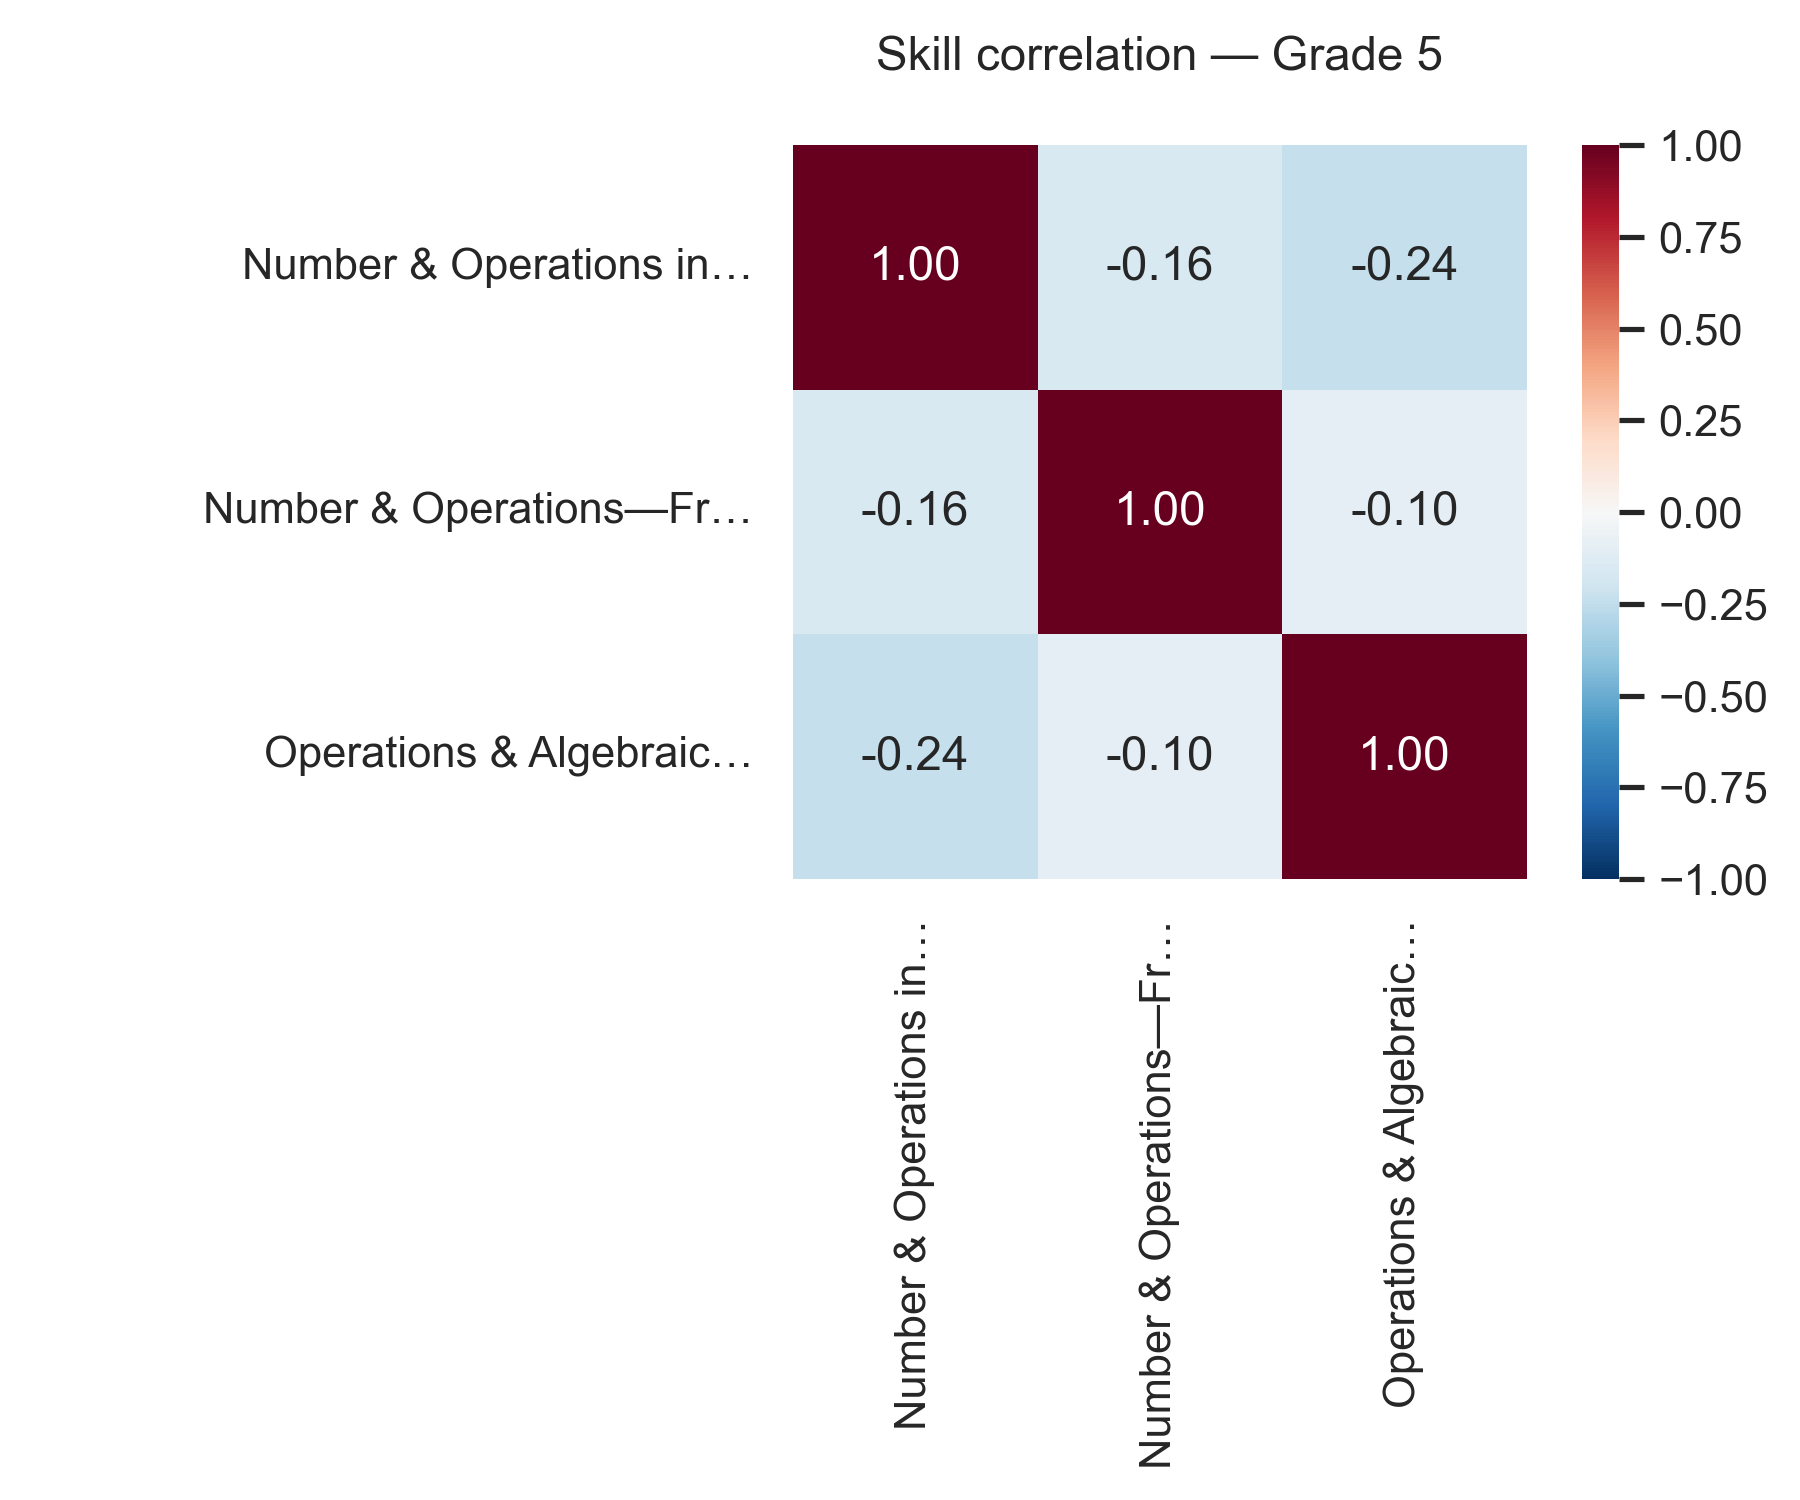 Skill correlation — Grade 5
Number & Operations in…
1.00
-0.16
-0.24
Number & Operations—Fr…
-0.16
1.00
-0.10
Operations & Algebraic…
-0.24
-0.10
1.00
1.00
0.75
0.50
0.25
0.00
−0.25
−0.50
−0.75
−1.00
Number & Operations in…
Number & Operations—Fr…
Operations & Algebraic…